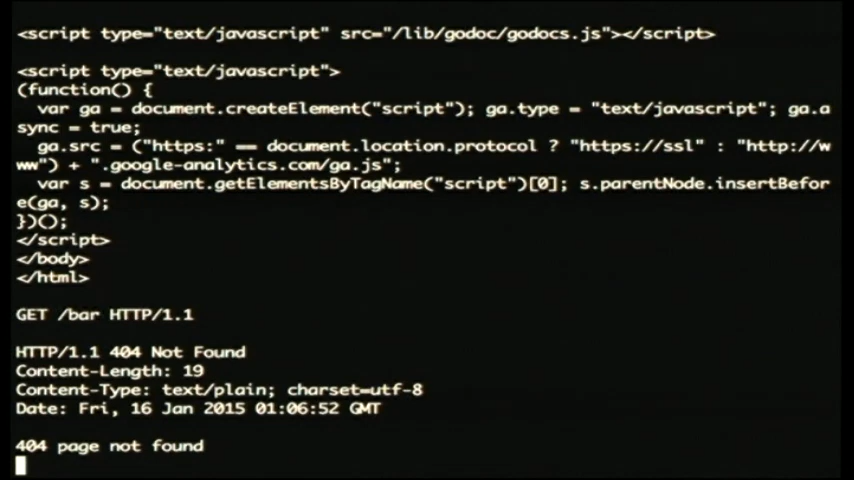 <script type="text/javascript" src="/lib/godoc/godocs.js"></script>
<script type="text/javascript">
(function() {
  var ga = document.createElement("script"); ga.type = "text/javascript"; ga.a
sync = true;
  ga.src = ("https:" == document.location.protocol ? "https://ssl" : "http://w
ww") + ".google-analytics.com/ga.js";
  var s = document.getElementsByTagName("script")[0]; s.parentNode.insertBefor
e(ga, s);
})();
</script>
</body>
</html>
GET /bar HTTP/1.1
HTTP/1.1 404 Not Found
Content-Length: 19
Content-Type: text/plain; charset=utf-8
Date: Fri, 16 Jan 2015 01:06:52 GMT
404 page not found